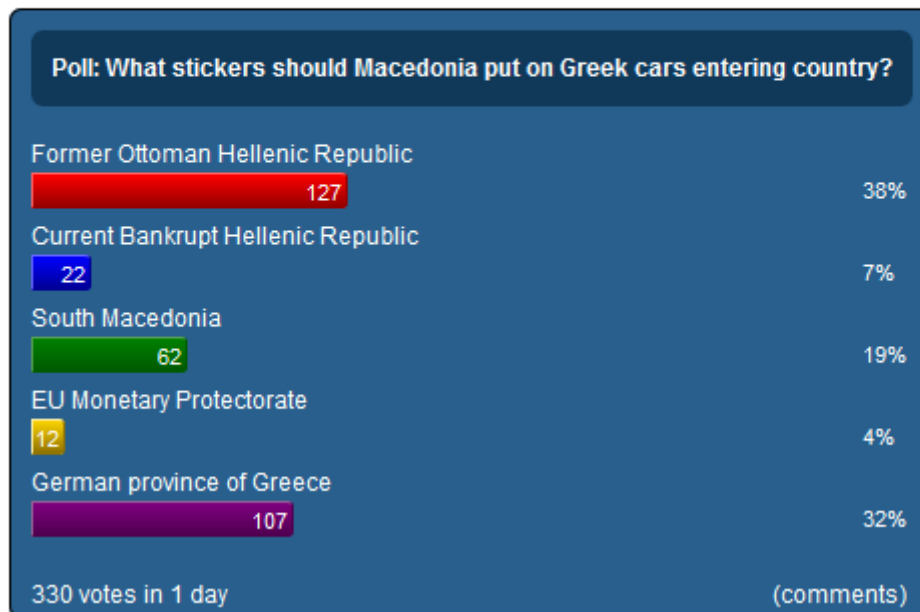 Poll: What stickers should Macedonia put on Greek cars entering country?
Former Ottoman Hellenic Republic
127 38%
Current Bankrupt Hellenic Republic
22 7%
South Macedonia
62 19%
EU Monetary Protectorate
12 4%
German province of Greece
107 32%
330 votes in 1 day (comments)